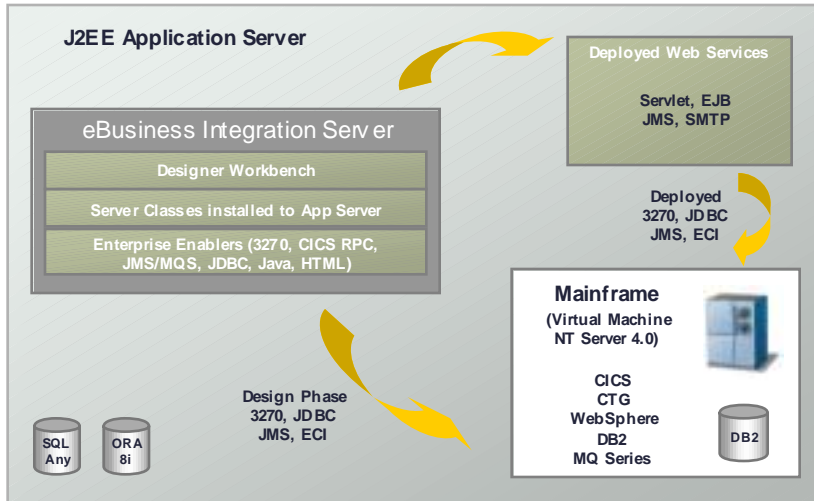 J2EE Application Server
eBusiness Integration Server
Designer Workbench
Server Classes installed to App Server
Enterprise Enablers (3270, CICS RPC,
JMS/MQS, JDBC, Java, HTML)
Deployed Web Services
Servlet, EJB
JMS, SMTP
Deployed
3270, JDBC
JMS, ECI
Mainframe
(Virtual Machine
NT Server 4.0)
CICS
CTG
WebSphere
DB2
MQ Series
DB2
Design Phase
3270, JDBC
JMS, ECI
SQL
Any
ORA
8i